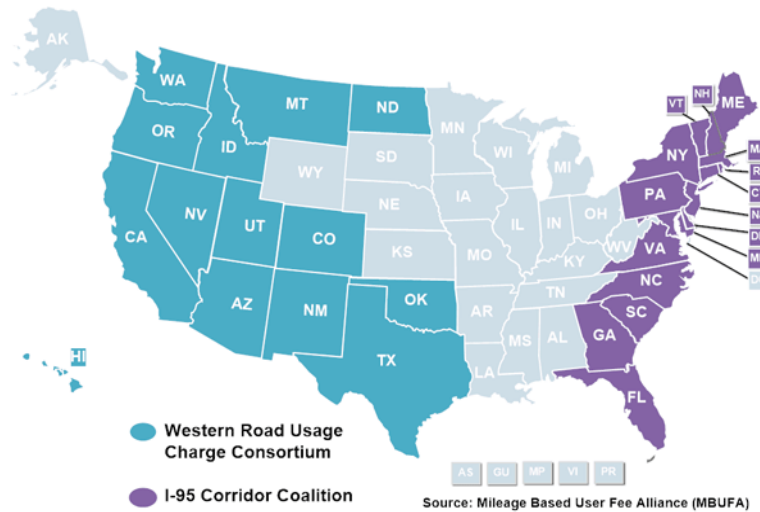 AK
WA
MT
ND
MN
VT
NH
ME
OR
ID
WY
SD
WI
MI
NY
NV
UT
CO
NE
IA
IL
IN
OH
PA
CA
KS
MO
KY
WV
VA
AZ
NM
OK
AR
TN
NC
SC
HI
TX
LA
MS
AL
GA
FL
Western Road Usage
Charge Consortium
AS GU MP VI PR
I-95 Corridor Coalition
Source: Mileage Based User Fee Alliance (MBUFA)